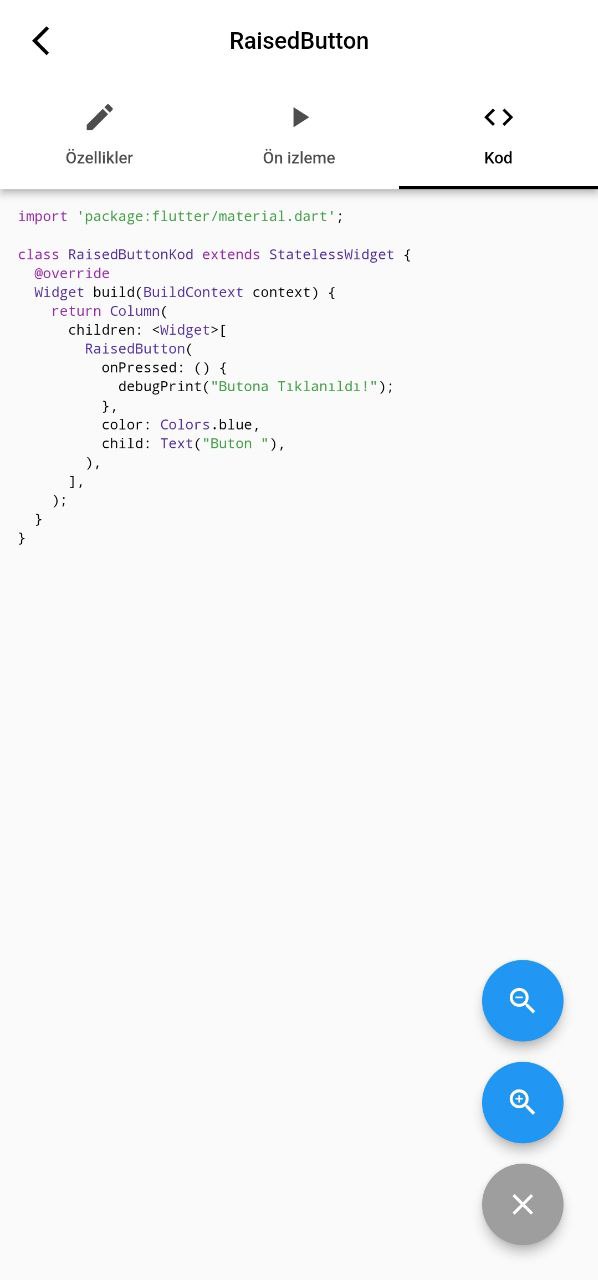 RaisedButton
Özellikler
Ön izleme
Kod
import 'package:flutter/material.dart';
class RaisedButtonKod extends StatelessWidget {
  @override
  Widget build(BuildContext context) {
    return Column(
      children: <Widget>[
        RaisedButton(
          onPressed: () {
            debugPrint("Butona Tıklanıldı!");
          },
          color: Colors.blue,
          child: Text("Buton "),
        ),
      ],
    );
  }
}